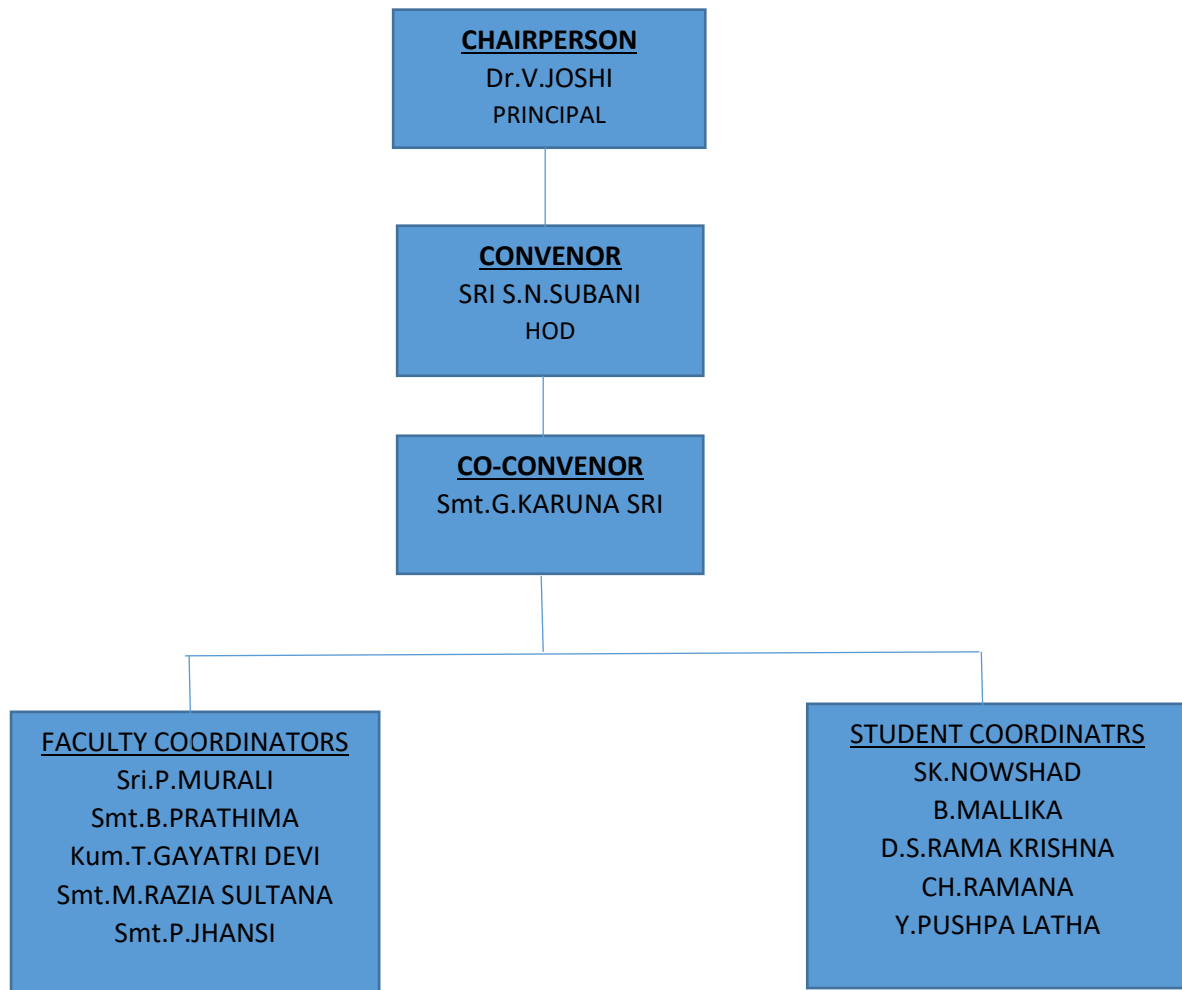 CHAIRPERSON
Dr.V.JOSHI
PRINCIPAL
CONVENOR
SRI S.N.SUBANI
HOD
CO-CONVENOR
Smt.G.KARUNA SRI
FACULTY COORDINATORS
Sri.P.MURALI
Smt.B.PRATHIMA
Kum.T.GAYATRI DEVI
Smt.M.RAZIA SULTANA
Smt.P.JHANSI
STUDENT COORDINATRS
SK.NOWSHAD
B.MALLIKA
D.S.RAMA KRISHNA
CH.RAMANA
Y.PUSHPA LATHA